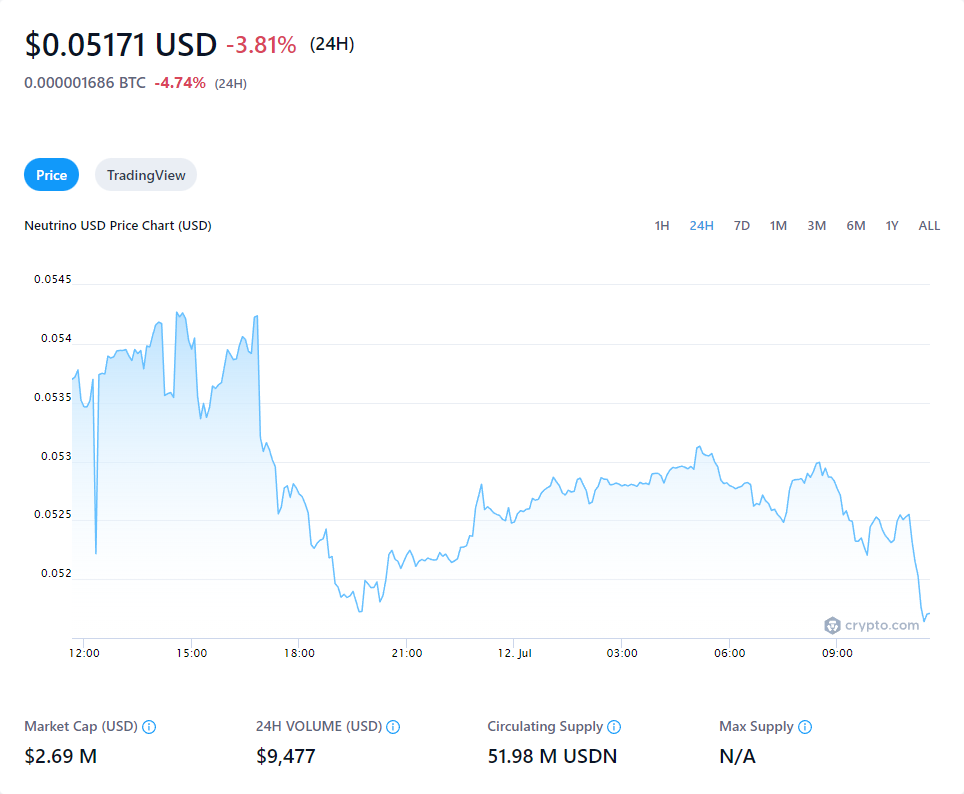 $0.05171 USD -3.81% (24H)
0.000001686 BTC -4.74% (24H)
Price TradingView
Neutrino USD Price Chart (USD) 1H 24H 7D 1M 3M 6M 1Y ALL
0.0545
0.054
0.0535
0.053
0.0525
0.052
crypto.com
12:00 15:00 18:00 21:00 12. Jul 03:00 06:00 09:00
Market Cap (USD) 24H VOLUME (USD) Circulating Supply Max Supply
$2.69 M $9,477 51.98 M USDN N/A